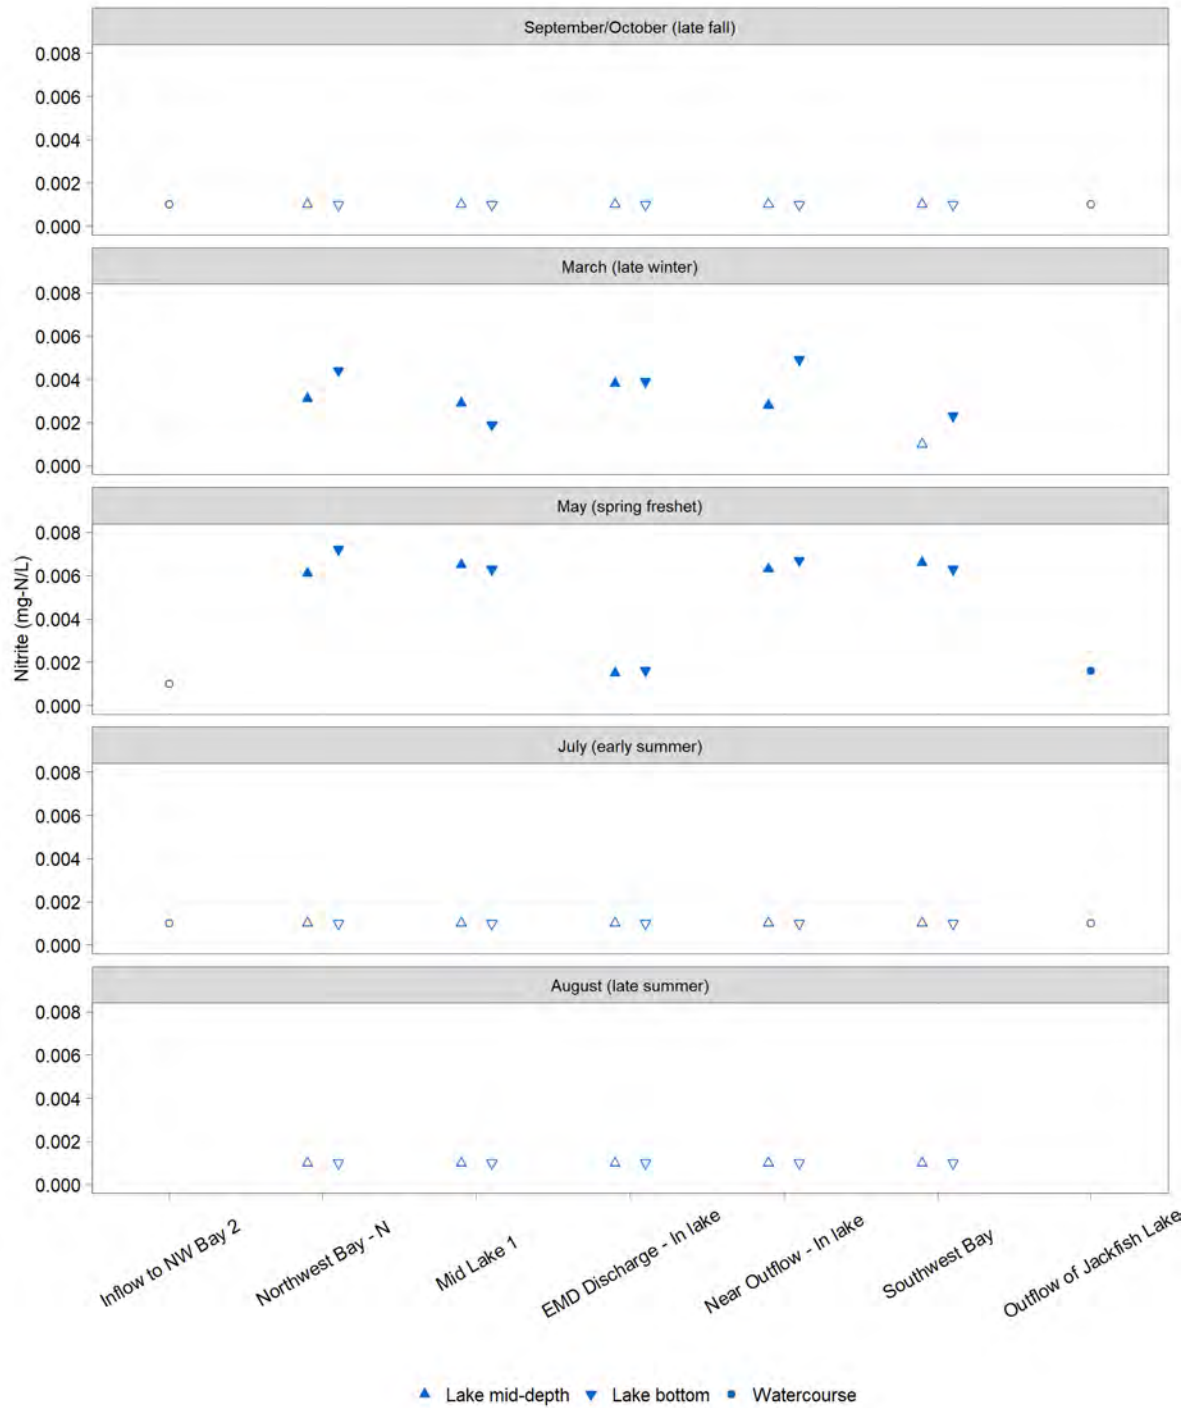 September/October (late fall)
0.008
0.006
0.004
0.002
0.000
March (late winter)
0.008
0.006
0.004
0.002
0.000
May (spring freshet)
0.008
0.006
0.004
0.002
0.000
Nitrite (mg-N/L)
July (early summer)
0.008
0.006
0.004
0.002
0.000
August (late summer)
0.008
0.006
0.004
0.002
0.000
Inflow to NW Bay 2
Northwest Bay - N
Mid Lake 1
EMD Discharge - In lake
Near Outflow - In lake
Southwest Bay
Outflow of Jackfish Lake
Lake mid-depth Lake bottom Watercourse